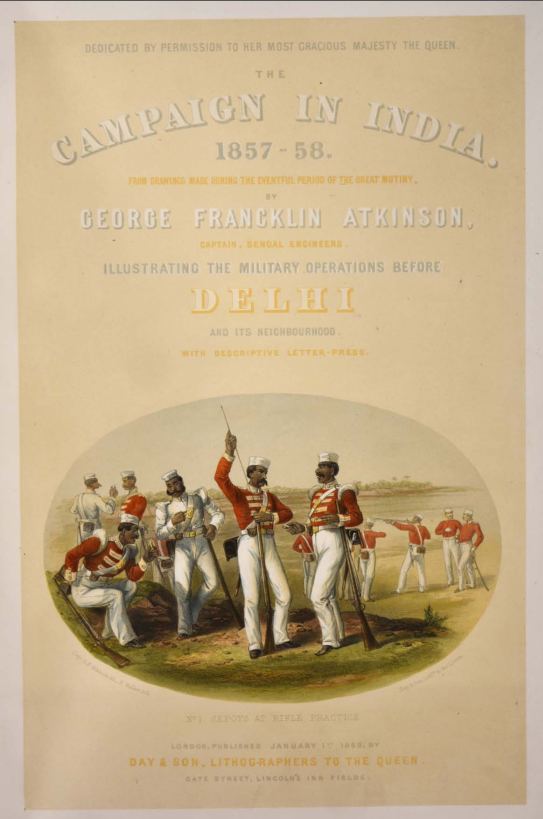 DEDICATED BY PERMISSION TO HER MOST GRACIOUS MAJESTY THE QUEEN.
THE
CAMPAIGN IN INDIA.
1857-58.
FROM DRAWINGS MADE DURING THE EVENTFUL PERIOD OF THE GREAT MUTINY,
BY
GEORGE FRANCKLIN ATKINSON,
CAPTAIN, BENGAL ENGINEERS.
ILLUSTRATING THE MILITARY OPERATIONS BEFORE
DELHI
AND ITS NEIGHBOURHOOD.
WITH DESCRIPTIVE LETTER-PRESS.
No 1. SEPOYS AT RIFLE PRACTICE
LONDON, PUBLISHED JANUARY 1st BY
DAY & SON, LITHOGRAPHERS TO THE QUEEN.
GATE STREET, LINCOLN'S INN FIELDS.